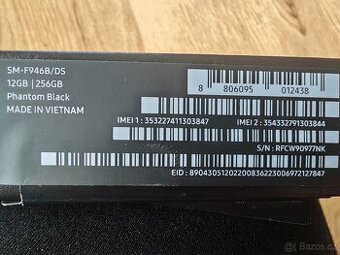 SM-F946B/DS
12GB | 256GB
Phantom Black
MADE IN VIETNAM
8 806095 012438
IMEI 1 : 353227411303847
IMEI 2 : 354332791303844
S/N : RFCW90977NK
EID : 89043051202200836223006972127847
bazos.cz